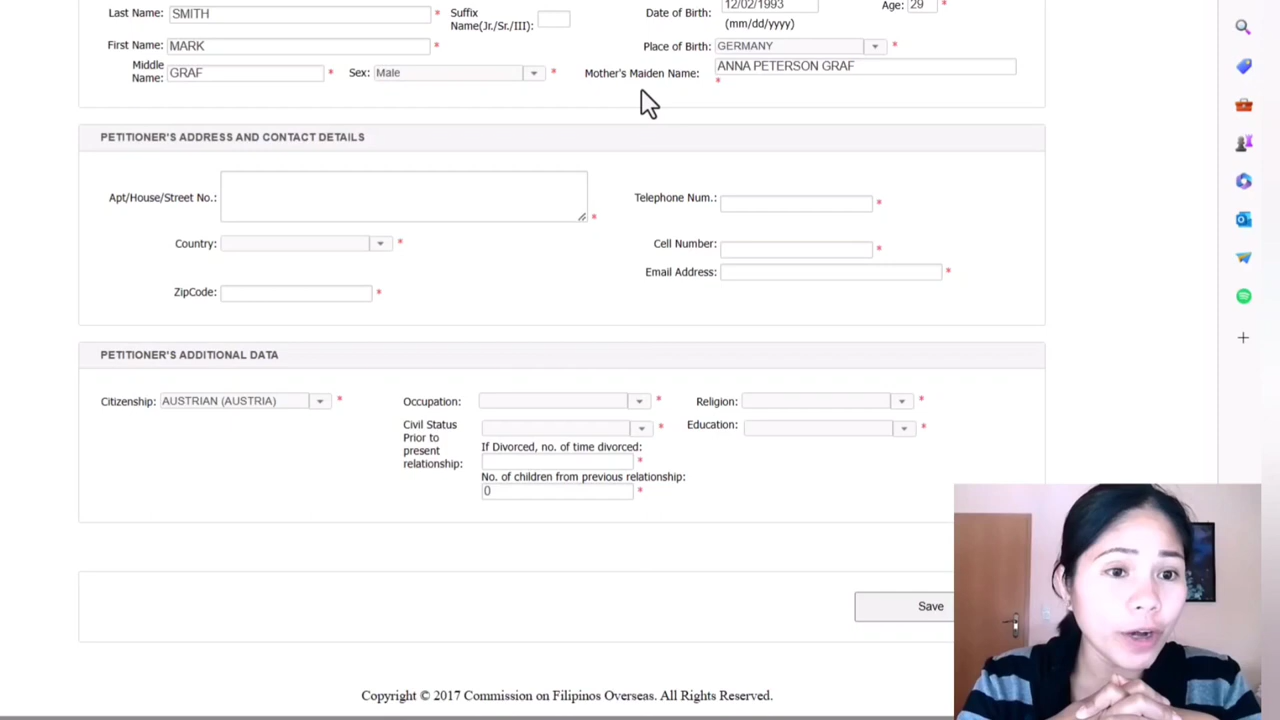 Last Name: SMITH * Suffix Name(Jr./Sr./III): Date of Birth: 12/02/1993 Age: 29 *
(mm/dd/yyyy)
First Name: MARK * Place of Birth: GERMANY *
Middle Name: GRAF * Sex: Male * Mother's Maiden Name: ANNA PETERSON GRAF *
PETITIONER'S ADDRESS AND CONTACT DETAILS
Apt/House/Street No.: * Telephone Num.: *
Country: * Cell Number: *
Email Address: *
ZipCode: *
PETITIONER'S ADDITIONAL DATA
Citizenship: AUSTRIAN (AUSTRIA) * Occupation: * Religion: *
Civil Status Prior to present relationship: * Education: *
If Divorced, no. of time divorced: *
No. of children from previous relationship:
0 *
Save
Copyright © 2017 Commission on Filipinos Overseas. All Rights Reserved.